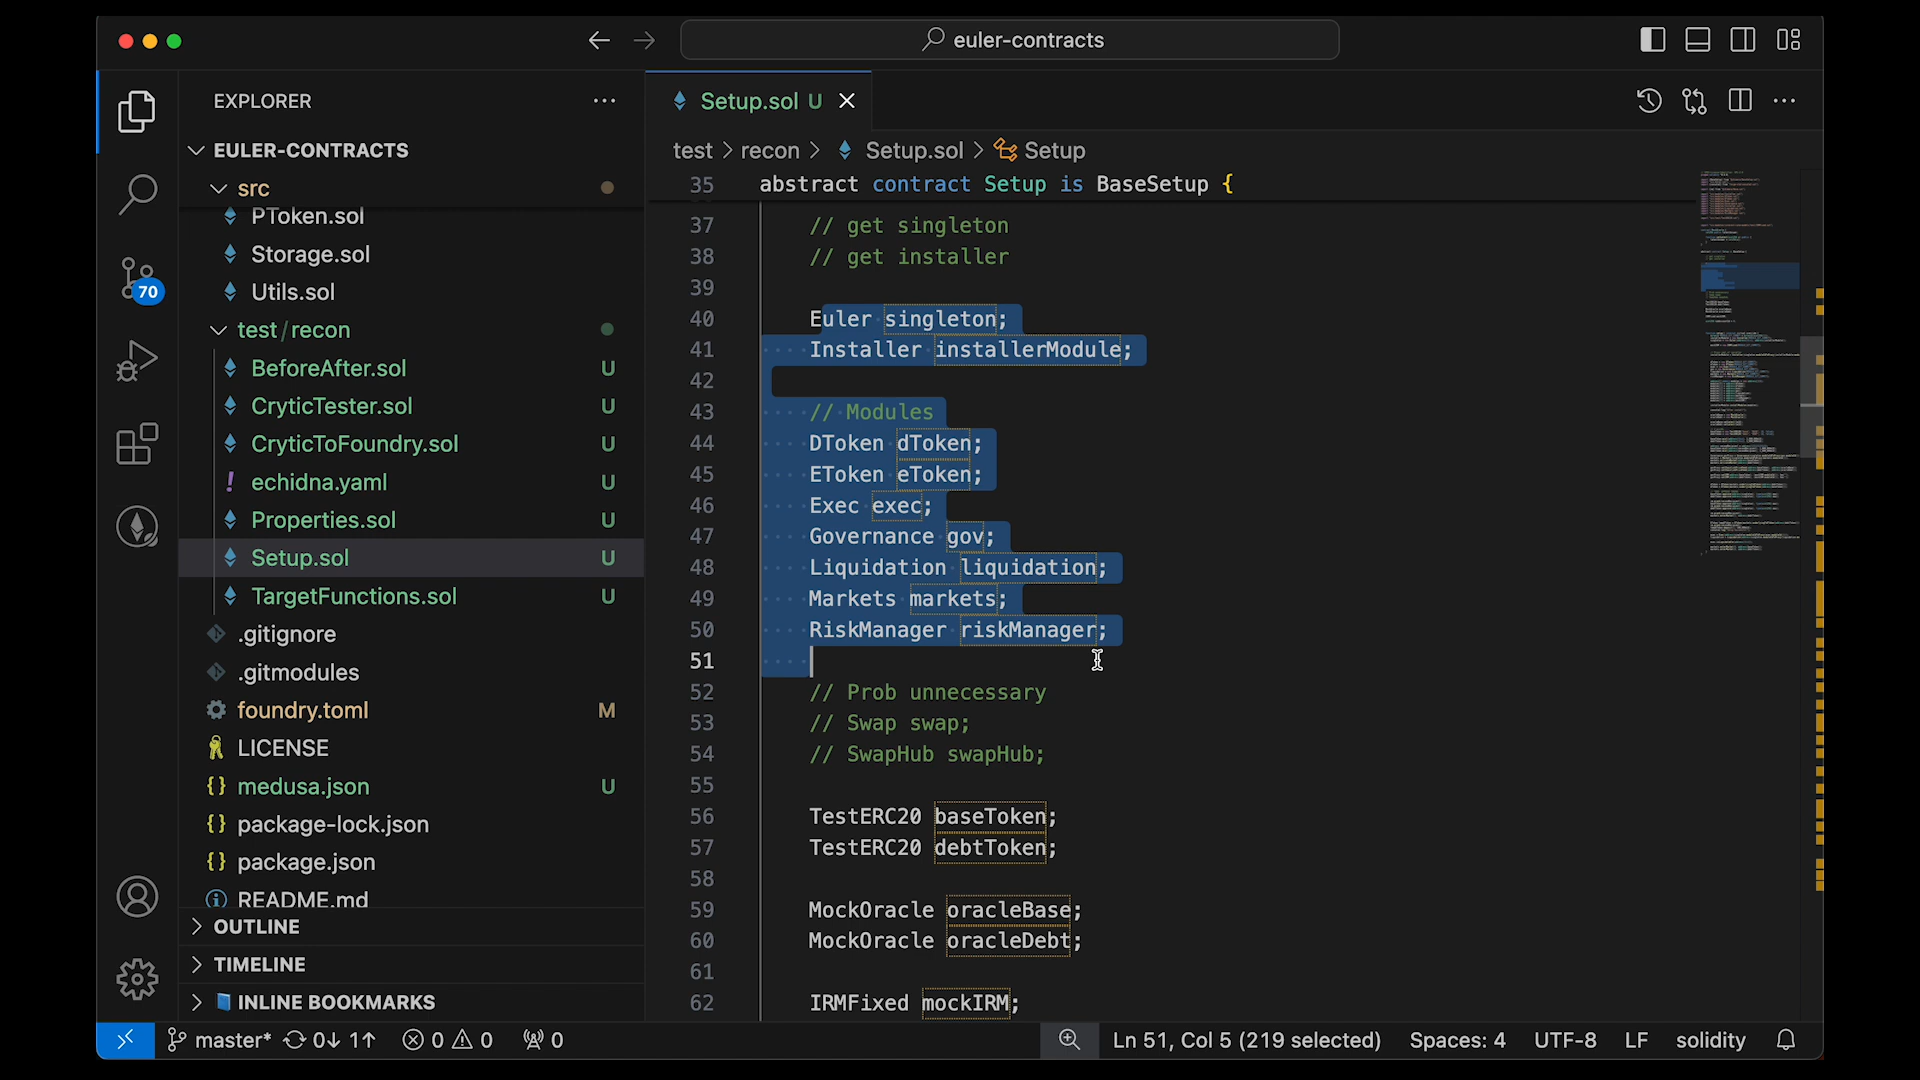 euler-contracts
EXPLORER
EULER-CONTRACTS
src
PToken.sol
Storage.sol
Utils.sol
test/recon
BeforeAfter.sol U
CryticTester.sol U
CryticToFoundry.sol U
echidna.yaml U
Properties.sol U
Setup.sol U
TargetFunctions.sol U
.gitignore
.gitmodules
foundry.toml M
LICENSE
medusa.json U
package-lock.json
package.json
README.md
OUTLINE
TIMELINE
INLINE BOOKMARKS
70
Setup.sol U
test > recon > Setup.sol > Setup
35 abstract contract Setup is BaseSetup {
37 // get singleton
38 // get installer
39
40 Euler singleton;
41 Installer installerModule;
42
43 // Modules
44 DToken dToken;
45 EToken eToken;
46 Exec exec;
47 Governance gov;
48 Liquidation liquidation;
49 Markets markets;
50 RiskManager riskManager;
51
52 // Prob unnecessary
53 // Swap swap;
54 // SwapHub swapHub;
55
56 TestERC20 baseToken;
57 TestERC20 debtToken;
58
59 MockOracle oracleBase;
60 MockOracle oracleDebt;
61
62 IRMFixed mockIRM;
master* 0↓ 1↑ 0 0 0 Ln 51, Col 5 (219 selected) Spaces: 4 UTF-8 LF solidity